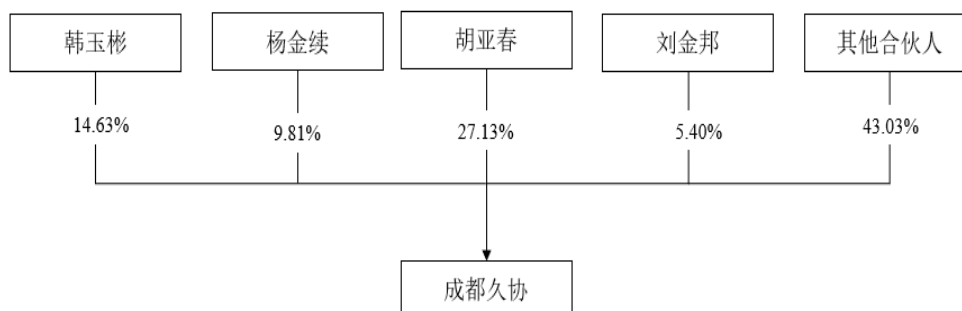 韩玉彬
杨金续
胡亚春
刘金邦
其他合伙人
14.63%
9.81%
27.13%
5.40%
43.03%
成都久协